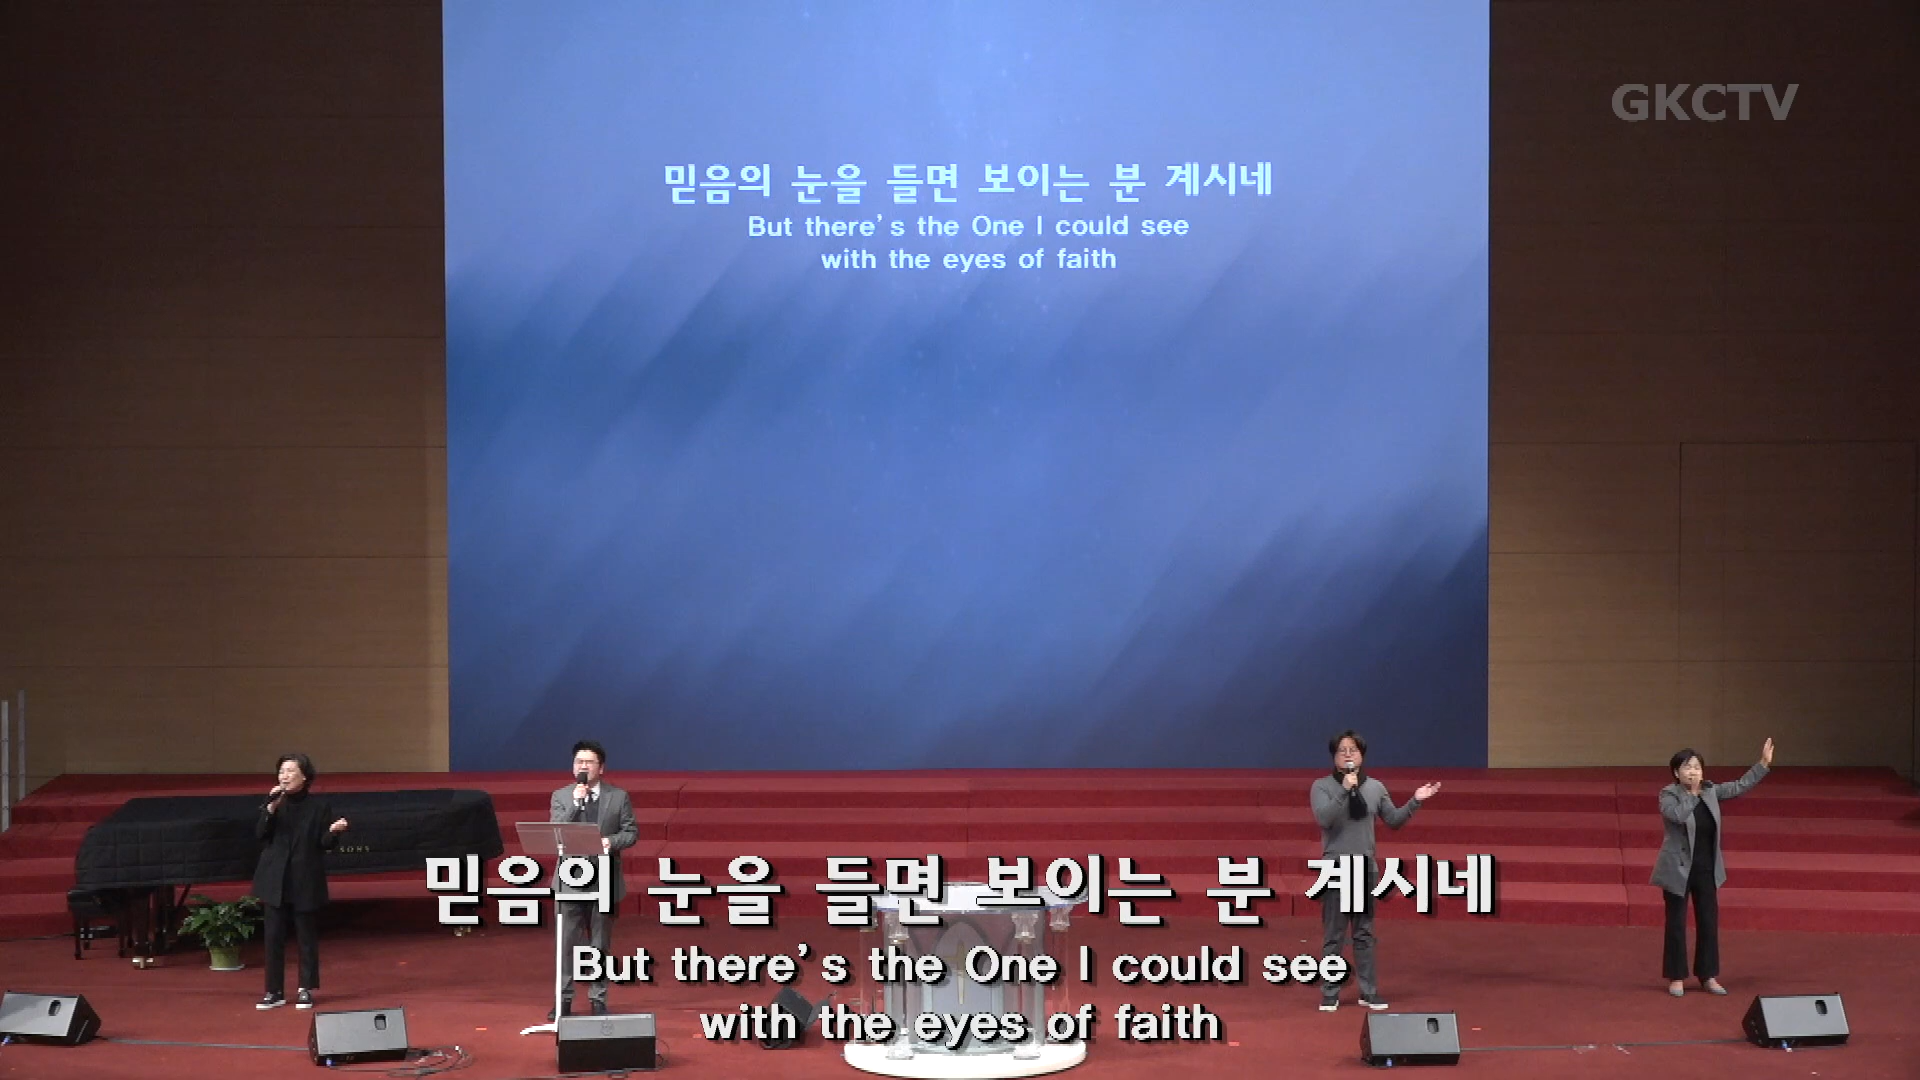 GKCTV
믿음의 눈을 들면 보이는 분 계시네
But there's the One I could see
with the eyes of faith
SONS
믿음의 눈을 들면 보이는 분 계시네
But there's the One I could see
with the eyes of faith